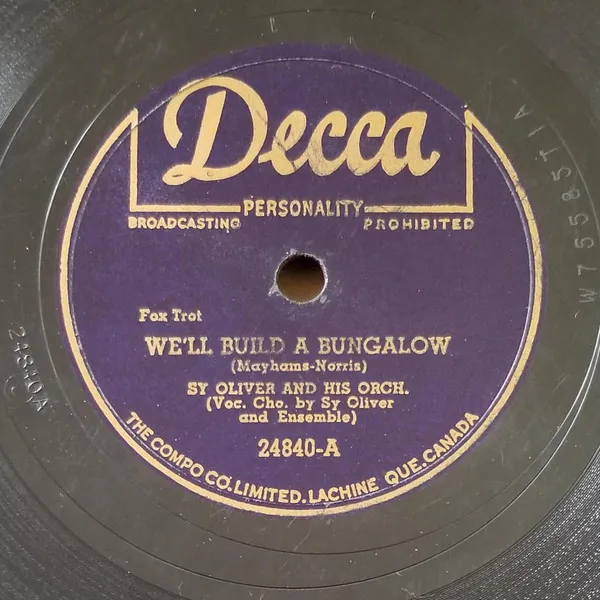 Decca
PERSONALITY
BROADCASTING PROHIBITED
Fox Trot
WE'LL BUILD A BUNGALOW
(Mayhams-Norris)
SY OLIVER AND HIS ORCH.
(Voc. Cho. by Sy Oliver
and Ensemble)
24840-A
THE COMPO CO. LIMITED. LACHINE QUE. CANADA
24840A